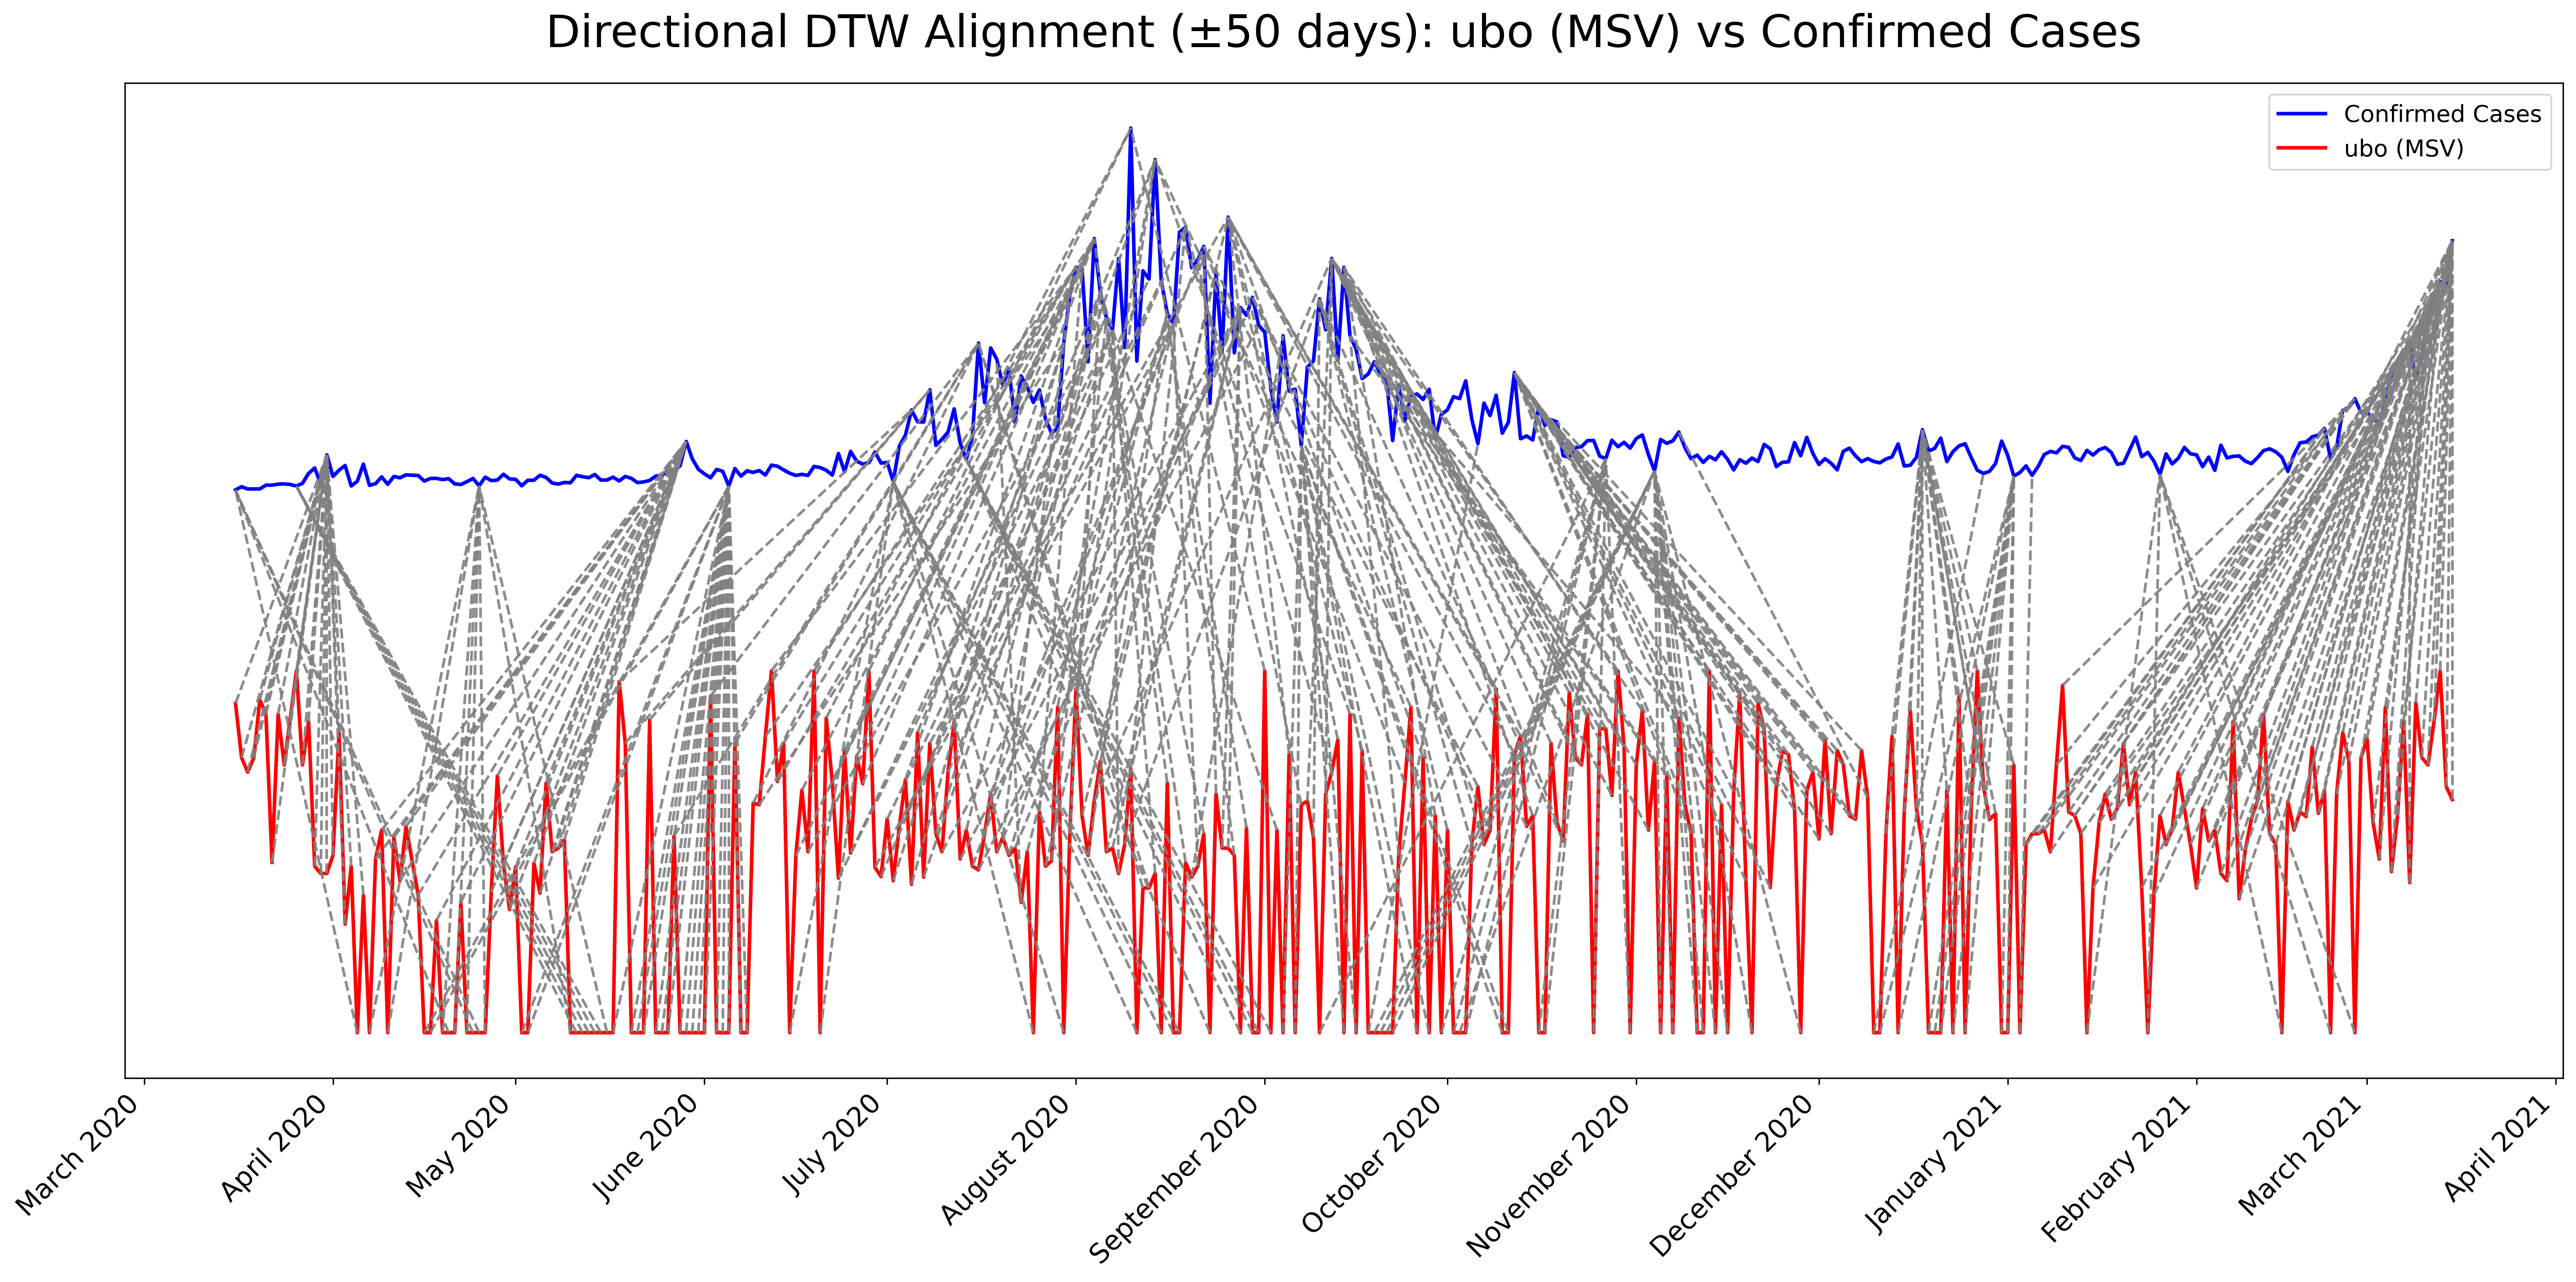 Directional DTW Alignment (±50 days): ubo (MSV) vs Confirmed Cases
Confirmed Cases
ubo (MSV)
March 2020
April 2020
May 2020
June 2020
July 2020
August 2020
September 2020
October 2020
November 2020
December 2020
January 2021
February 2021
March 2021
April 2021